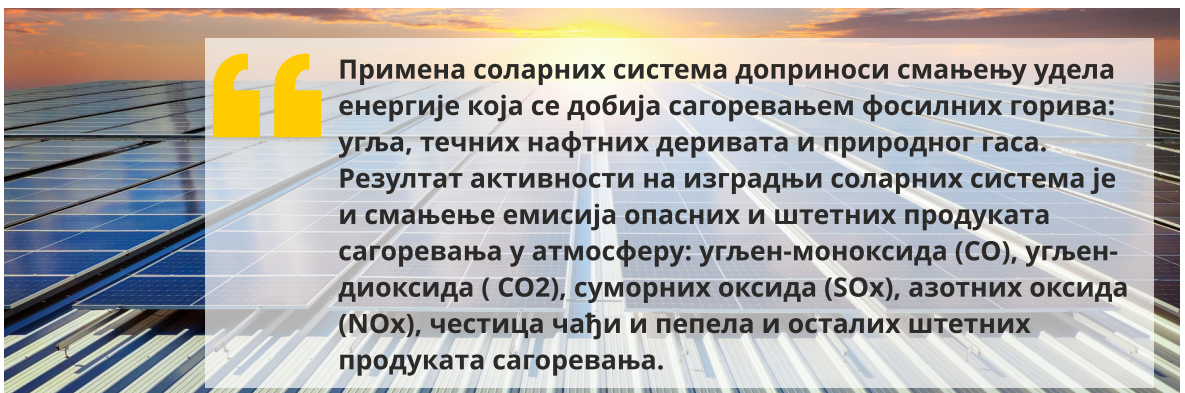 Примена соларних система доприноси смањењу удела
енергије која се добија сагоревањем фосилних горива:
угља, течних нафтних деривата и природног гаса.
Резултат активности на изградњи соларних система је
и смањење емисија опасних и штетних продуката
сагоревања у атмосферу: угљен-моноксида (CO), угљен-
диоксида ( CO2), суморних оксида (SOx), азотних оксида
(NOx), честица чађи и пепела и осталих штетних
продуката сагоревања.